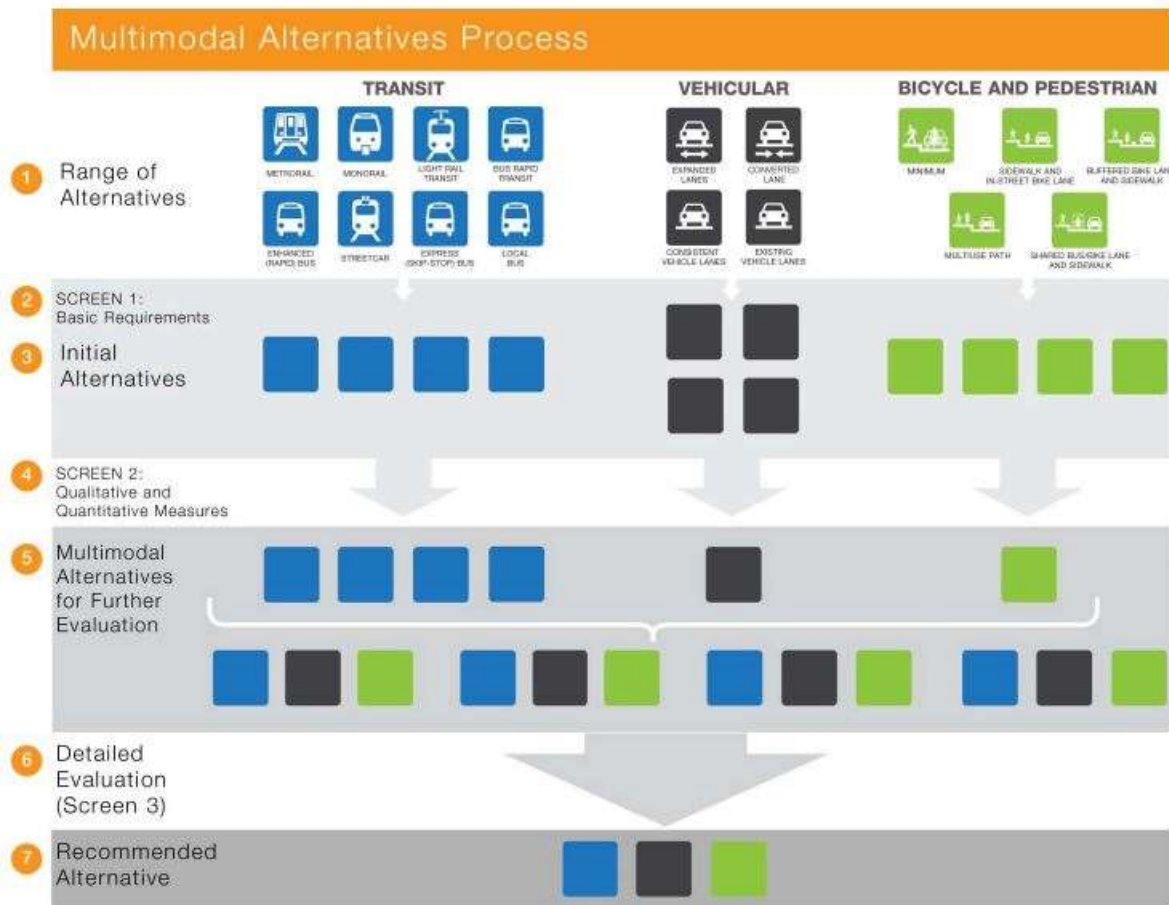 Multimodal Alternatives Process
TRANSIT
VEHICULAR
BICYCLE AND PEDESTRIAN
1
Range of
Alternatives
METRORAIL
MONORAIL
LIGHT RAIL
TRANSIT
BUS RAPID
TRANSIT
ENHANCED
(RAPID) BUS
STREETCAR
EXPRESS
(SKIP-STOP) BUS
LOCAL
BUS
EXPANDED
LANES
CONVERTED
LANE
CONSISTENT
VEHICLE LANES
EXISTING
VEHICLE LANES
MINIMUM
SIDEWALK AND
IN-STREET BIKE LANE
BUFFERED BIKE LAN
AND SIDEWALK
MULTIUSE PATH
SHARED BUS/BIKE LANE
AND SIDEWALK
2
SCREEN 1:
Basic Requirements
3
Initial
Alternatives
4
SCREEN 2:
Qualitative and
Quantitative Measures
5
Multimodal
Alternatives
for Further
Evaluation
6
Detailed
Evaluation
(Screen 3)
7
Recommended
Alternative